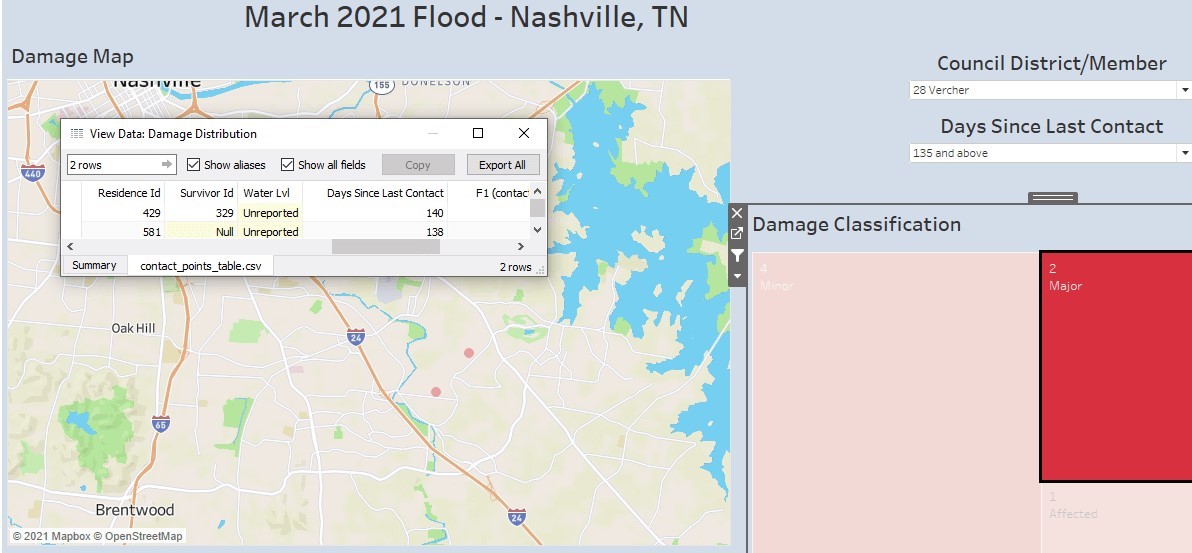 March 2021 Flood - Nashville, TN
Damage Map
Council District/Member
28 Vercher
Days Since Last Contact
135 and above
Nashville
155
DONELSON
440
View Data: Damage Distribution
2 rows
Show aliases
Show all fields
Copy
Export All
Residence Id Survivor Id Water Lvl Days Since Last Contact F1 (contac
429 329 Unreported 140
581 Null Unreported 138
Summary
contact_points_table.csv
2 rows
Damage Classification
4
Minor
2
Major
1
Affected
Oak Hill
24
65
Brentwood
24
© 2021 Mapbox © OpenStreetMap